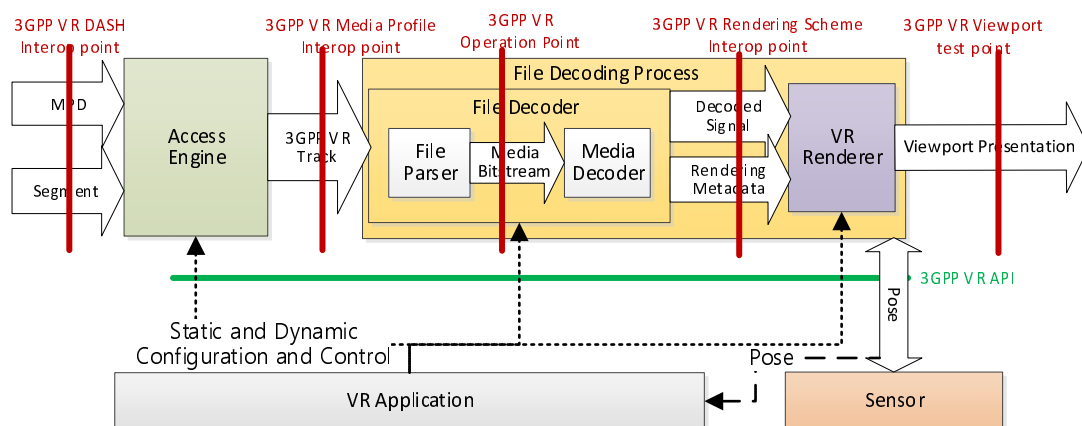 3GPP VR DASH
Interop point
3GPP VR Media Profile
Interop point
3GPP VR
Operation Point
3GPP VR Rendering Scheme
Interop point
3GPP VR Viewport
test point
File Decoding Process
File Decoder
MPD
Segment
Access
Engine
3GPP VR
Track
File
Parser
Media
Bitstream
Media
Decoder
Decoded
Signal
Rendering
Metadata
VR
Renderer
Viewport Presentation
3GPP VR API
Pose
Static and Dynamic
Configuration and Control
Pose
VR Application
Sensor